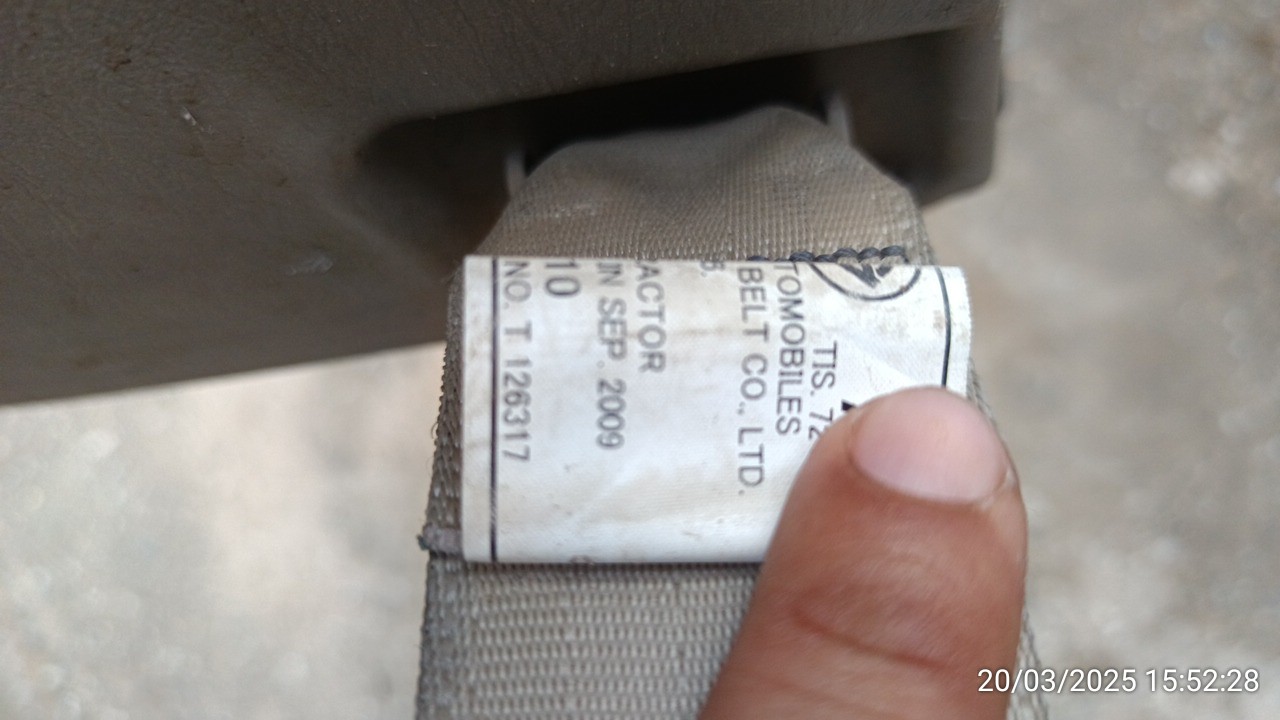 TIS. 72
TOMOBILES
BELT CO., LTD.
6.
ACTOR
IN SEP. 2009
10
NO. T 126317
20/03/2025 15:52:28